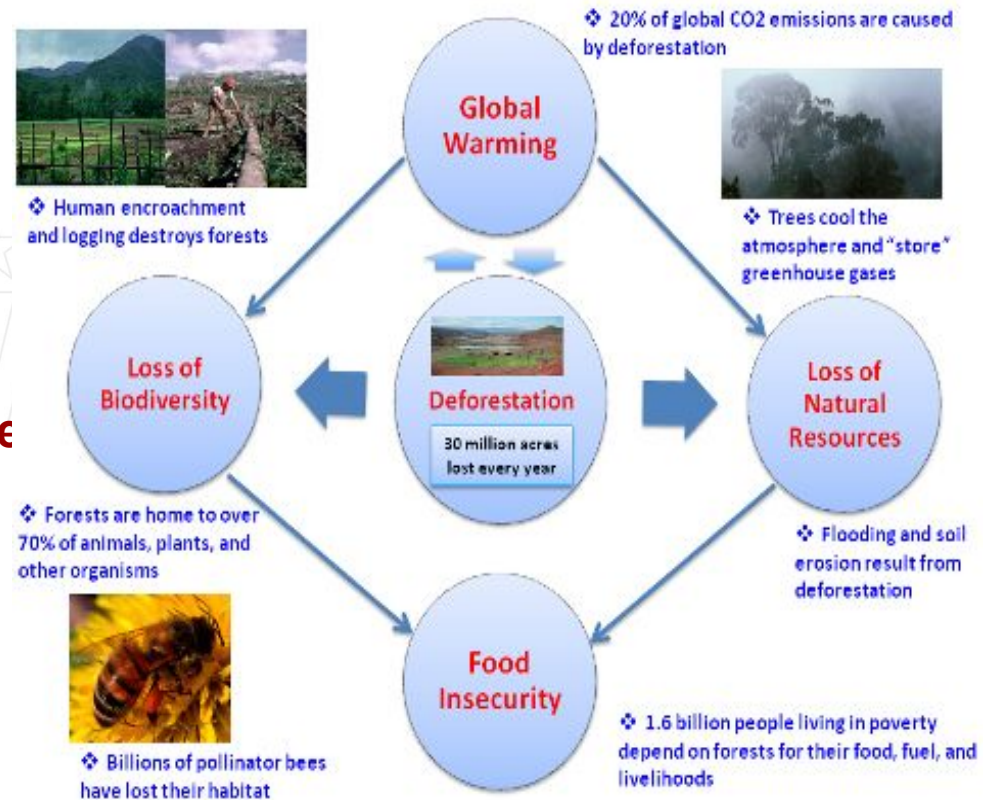 ❖ 20% of global CO2 emissions are caused
by deforestation
Global
Warming
❖ Human encroachment
and logging destroys forests
❖ Trees cool the
atmosphere and “store”
greenhouse gases
Loss of
Biodiversity
Deforestation
30 million acres
lost every year
Loss of
Natural
Resources
e
❖ Forests are home to over
70% of animals, plants, and
other organisms
❖ Flooding and soil
erosion result from
deforestation
Food
Insecurity
❖ 1.6 billion people living in poverty
depend on forests for their food, fuel, and
livelihoods
❖ Billions of pollinator bees
have lost their habitat